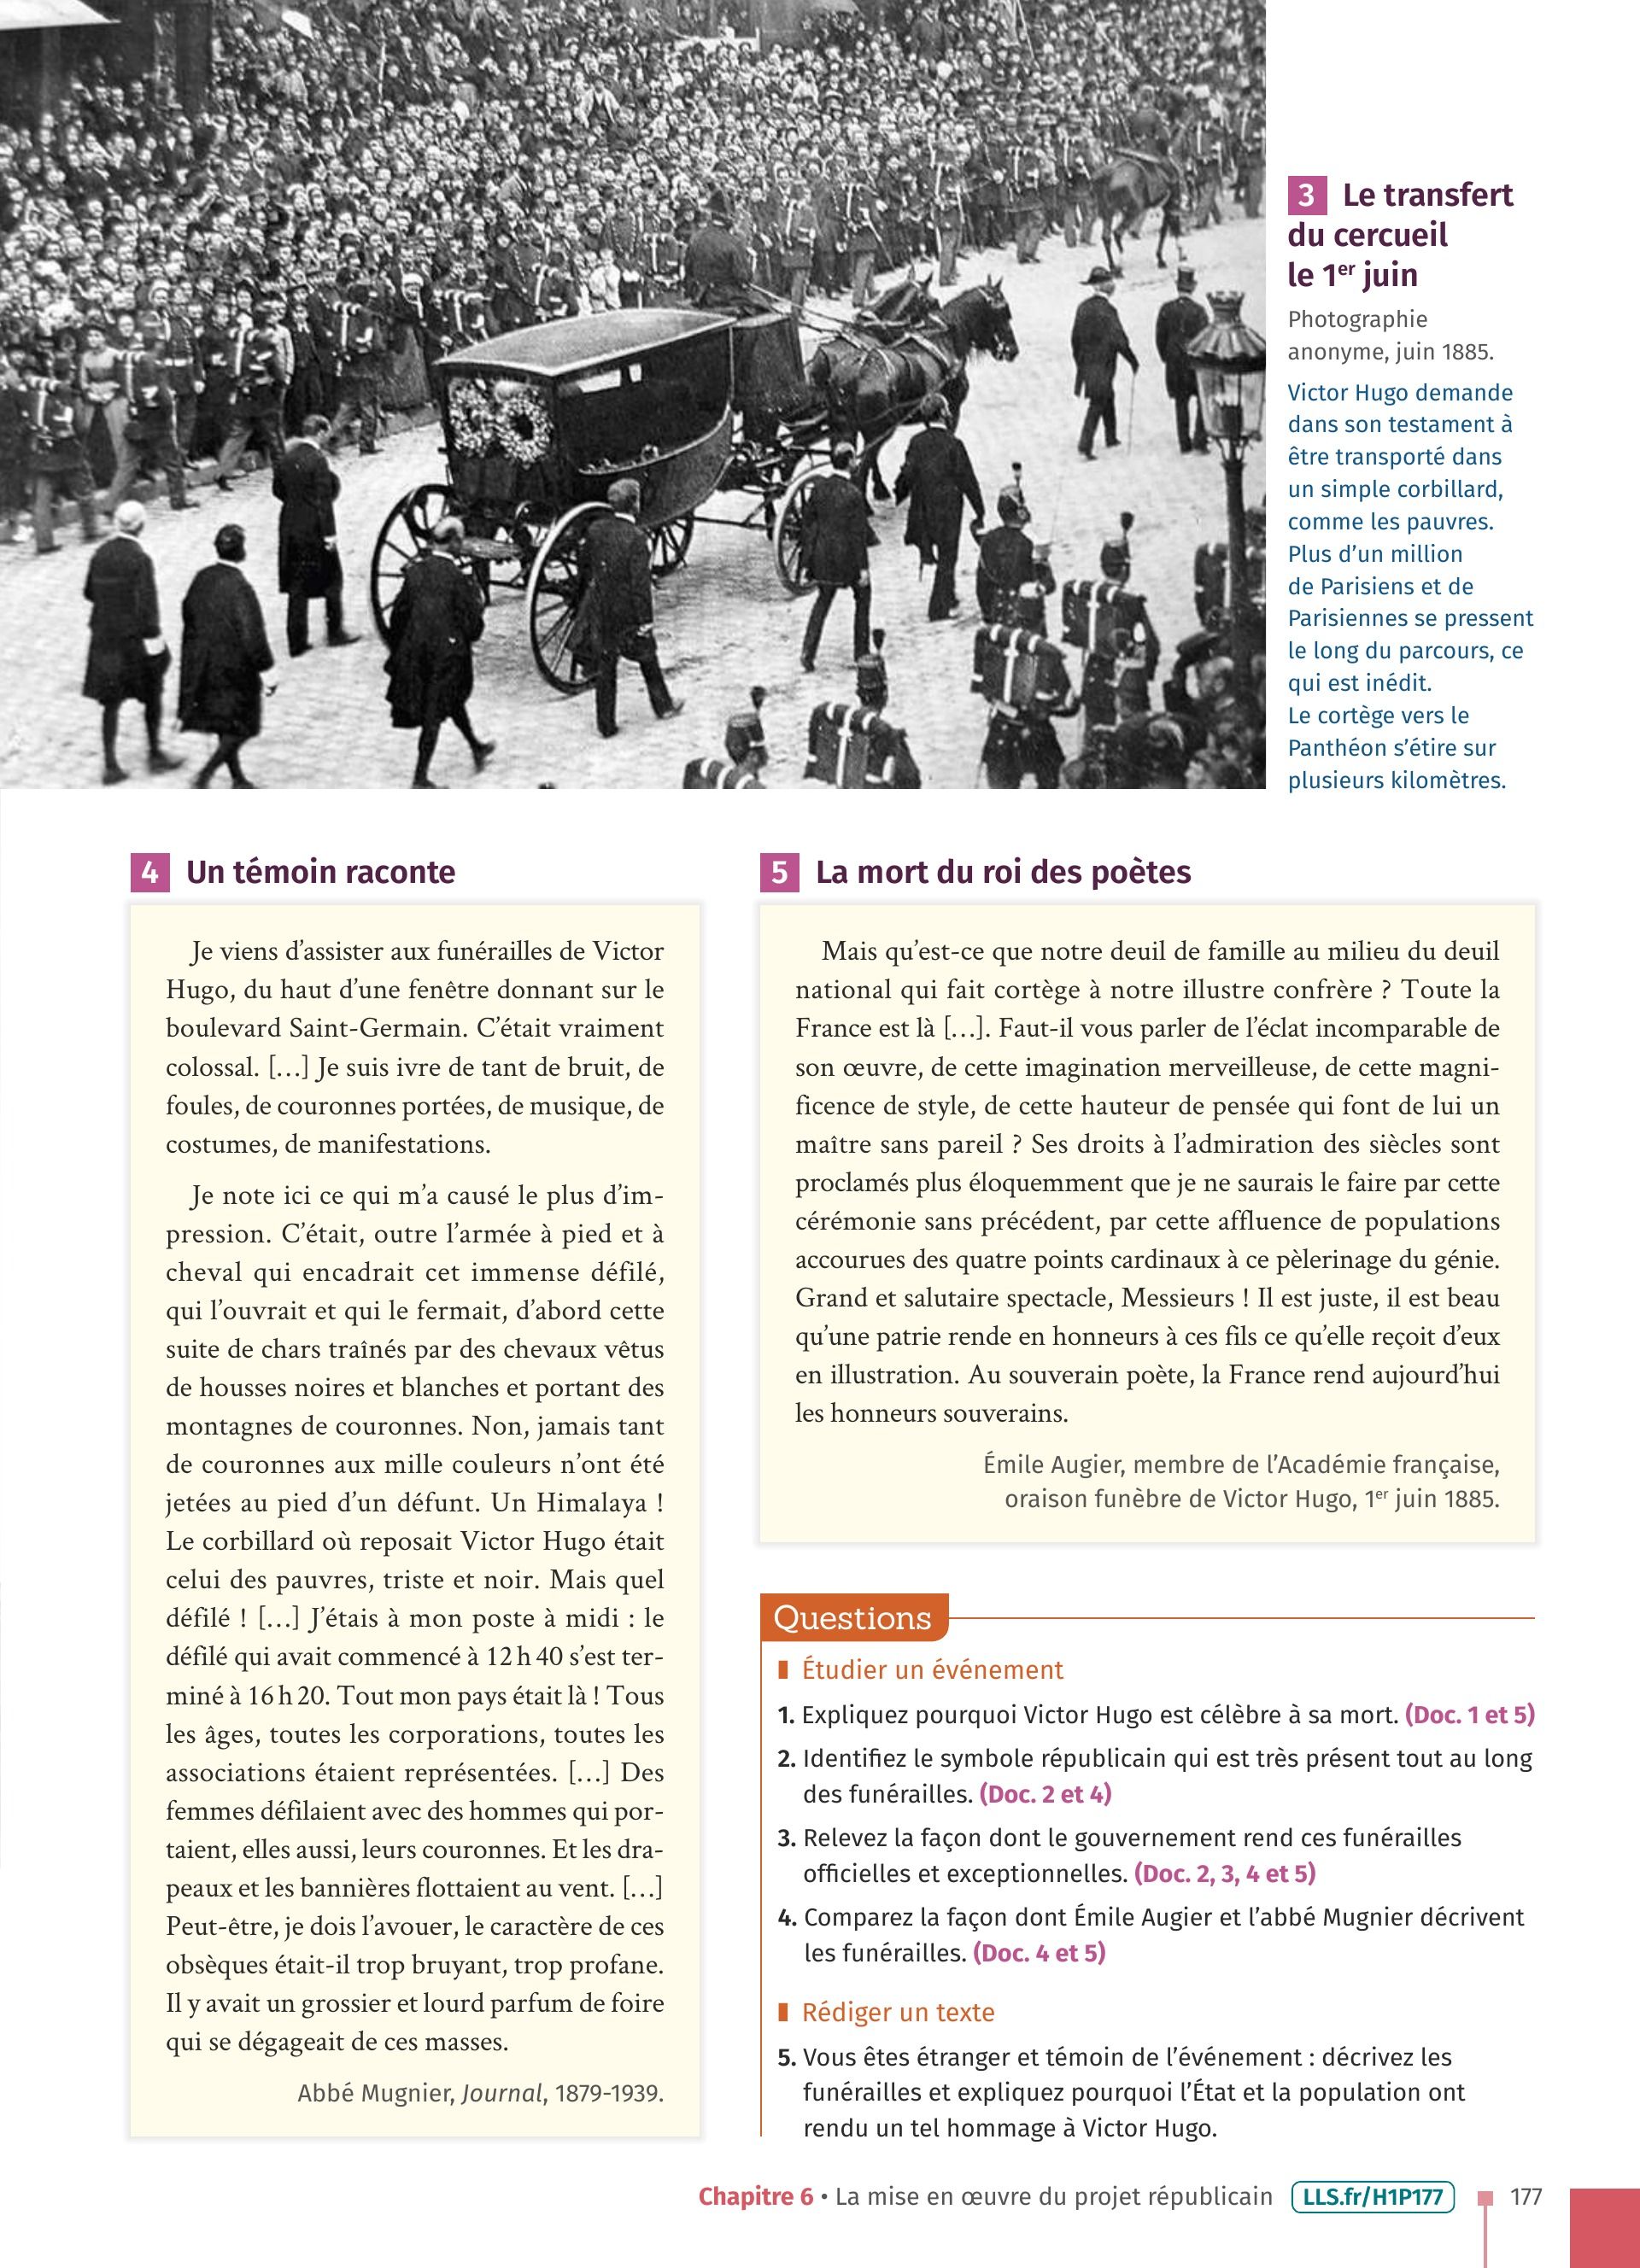 3 Le transfert
du cercueil
le 1er juin
Photographie
anonyme, juin 1885.
Victor Hugo demande
dans son testament à
être transporté dans
un simple corbillard,
comme les pauvres.
Plus d’un million
de Parisiens et de
Parisiennes se pressent
le long du parcours, ce
qui est inédit.
Le cortège vers le
Panthéon s’étire sur
plusieurs kilomètres.
4 Un témoin raconte
Je viens d’assister aux funérailles de Victor
Hugo, du haut d’une fenêtre donnant sur le
boulevard Saint-Germain. C’était vraiment
colossal. […] Je suis ivre de tant de bruit, de
foules, de couronnes portées, de musique, de
costumes, de manifestations.
Je note ici ce qui m’a causé le plus d’im-
pression. C’était, outre l’armée à pied et à
cheval qui encadrait cet immense défilé,
qui l’ouvrait et qui le fermait, d’abord cette
suite de chars traînés par des chevaux vêtus
de housses noires et blanches et portant des
montagnes de couronnes. Non, jamais tant
de couronnes aux mille couleurs n’ont été
jetées au pied d’un défunt. Un Himalaya !
Le corbillard où reposait Victor Hugo était
celui des pauvres, triste et noir. Mais quel
défilé ! […] J’étais à mon poste à midi : le
défilé qui avait commencé à 12 h 40 s’est ter-
miné à 16 h 20. Tout mon pays était là ! Tous
les âges, toutes les corporations, toutes les
associations étaient représentées. […] Des
femmes défilaient avec des hommes qui por-
taient, elles aussi, leurs couronnes. Et les dra-
peaux et les bannières flottaient au vent. […]
Peut-être, je dois l’avouer, le caractère de ces
obsèques était-il trop bruyant, trop profane.
Il y avait un grossier et lourd parfum de foire
qui se dégageait de ces masses.
Abbé Mugnier, Journal, 1879-1939.
5 La mort du roi des poètes
Mais qu’est-ce que notre deuil de famille au milieu du deuil
national qui fait cortège à notre illustre confrère ? Toute la
France est là […]. Faut-il vous parler de l’éclat incomparable de
son œuvre, de cette imagination merveilleuse, de cette magni-
ficence de style, de cette hauteur de pensée qui font de lui un
maître sans pareil ? Ses droits à l’admiration des siècles sont
proclamés plus éloquemment que je ne saurais le faire par cette
cérémonie sans précédent, par cette affluence de populations
accourues des quatre points cardinaux à ce pèlerinage du génie.
Grand et salutaire spectacle, Messieurs ! Il est juste, il est beau
qu’une patrie rende en honneurs à ces fils ce qu’elle reçoit d’eux
en illustration. Au souverain poète, la France rend aujourd’hui
les honneurs souverains.
Émile Augier, membre de l’Académie française,
oraison funèbre de Victor Hugo, 1er juin 1885.
Questions
Étudier un événement
1. Expliquez pourquoi Victor Hugo est célèbre à sa mort. (Doc. 1 et 5)
2. Identifiez le symbole républicain qui est très présent tout au long
des funérailles. (Doc. 2 et 4)
3. Relevez la façon dont le gouvernement rend ces funérailles
officielles et exceptionnelles. (Doc. 2, 3, 4 et 5)
4. Comparez la façon dont Émile Augier et l’abbé Mugnier décrivent
les funérailles. (Doc. 4 et 5)
Rédiger un texte
5. Vous êtes étranger et témoin de l’événement : décrivez les
funérailles et expliquez pourquoi l’État et la population ont
rendu un tel hommage à Victor Hugo.
Chapitre 6 • La mise en œuvre du projet républicain LLS.fr/H1P177 177